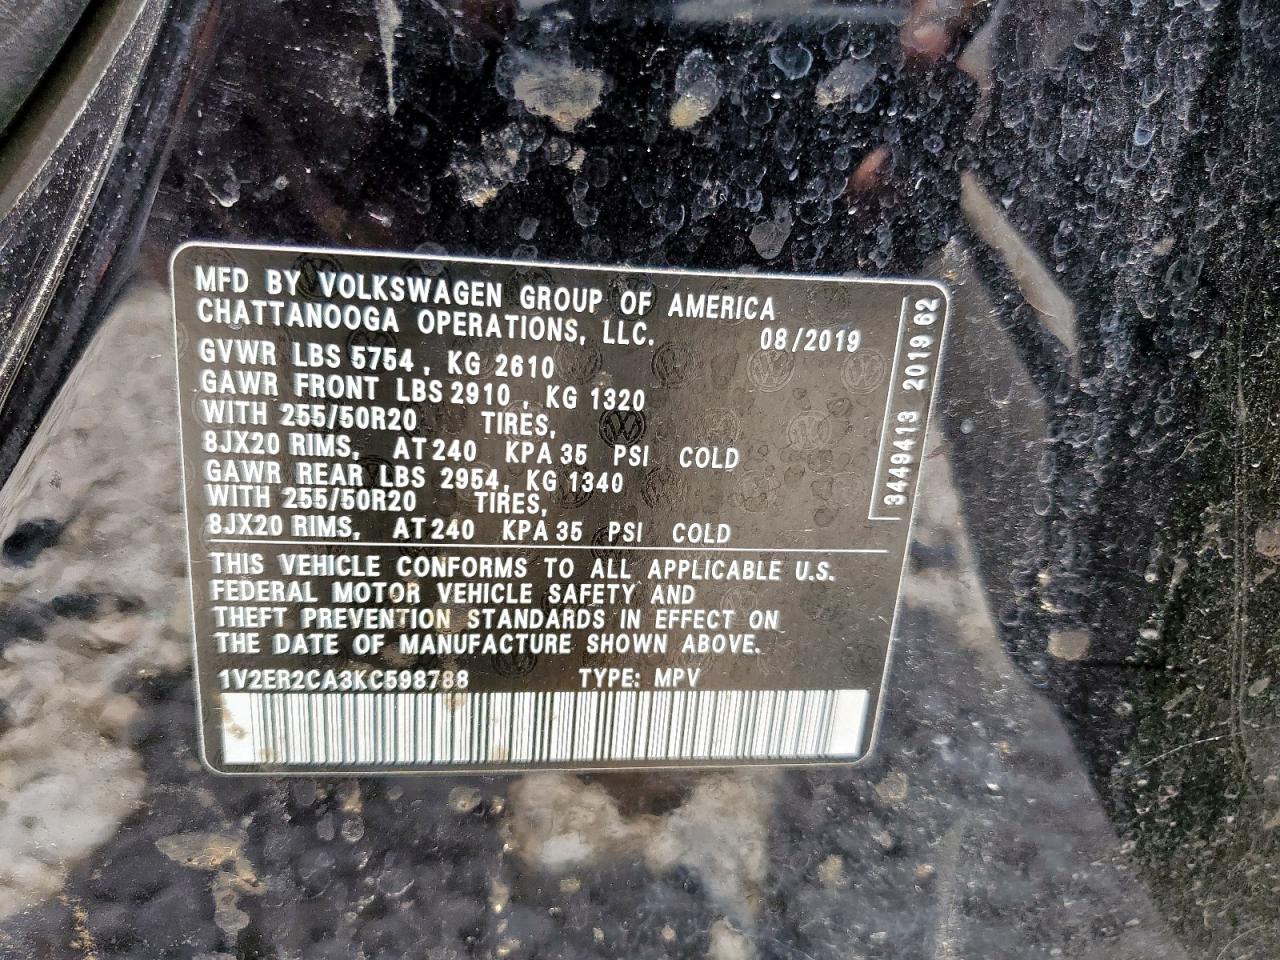 MFD BY VOLKSWAGEN GROUP OF AMERICA
CHATTANOOGA OPERATIONS, LLC. 08/2019
GVWR LBS 5754 , KG 2610
GAWR FRONT LBS 2910 , KG 1320
WITH 255/50R20 TIRES,
8JX20 RIMS, AT 240 KPA 35 PSI COLD
GAWR REAR LBS 2954, KG 1340
WITH 255/50R20 TIRES,
8JX20 RIMS, AT 240 KPA 35 PSI COLD
THIS VEHICLE CONFORMS TO ALL APPLICABLE U.S.
FEDERAL MOTOR VEHICLE SAFETY AND
THEFT PREVENTION STANDARDS IN EFFECT ON
THE DATE OF MANUFACTURE SHOWN ABOVE.
1V2ER2CA3KC598788 TYPE: MPV
3449413 2019 62